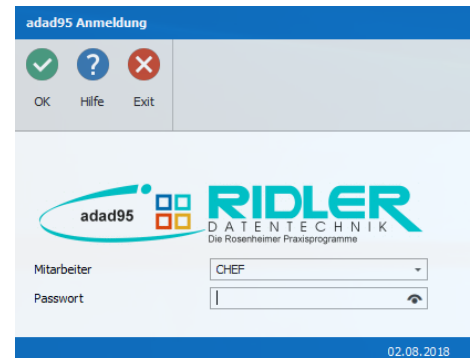 adad95 Anmeldung
OK Hilfe Exit
adad95 RIDLER
DATENTECHNIK
Die Rosenheimer Praxisprogramme
Mitarbeiter CHEF
Passwort
02.08.2018